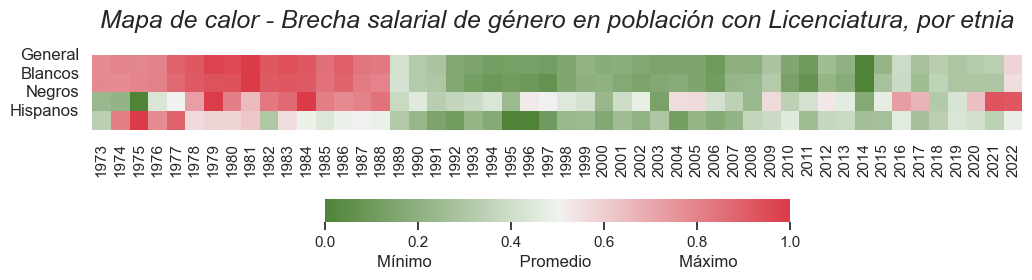 Mapa de calor - Brecha salarial de género en población con Licenciatura, por etnia
General
Blancos
Negros
Hispanos
1973 1974 1975 1976 1977 1978 1979 1980 1981 1982 1983 1984 1985 1986 1987 1988 1989 1990 1991 1992 1993 1994 1995 1996 1997 1998 1999 2000 2001 2002 2003 2004 2005 2006 2007 2008 2009 2010 2011 2012 2013 2014 2015 2016 2017 2018 2019 2020 2021 2022
0.0 0.2 0.4 0.6 0.8 1.0
Mínimo Promedio Máximo